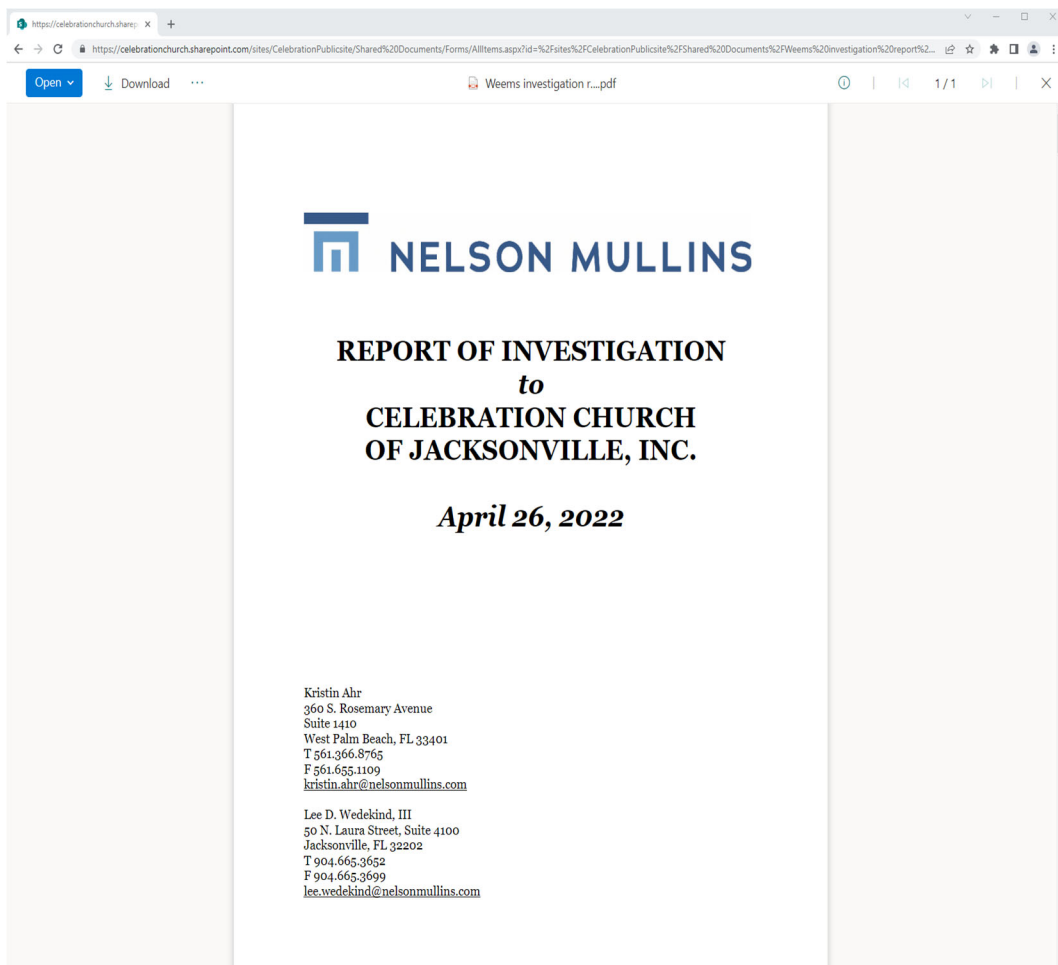 https://celebrationchurch.sharep
https://celebrationchurch.sharepoint.com/sites/CelebrationPublicsite/Shared%20Documents/Forms/AllItems.aspx?id=%2Fsites%2FCelebrationPublicsite%2FShared%20Documents%2FWeems%20investigation%20report%2...
Open Download ... Weems investigation r....pdf 1 / 1
NELSON MULLINS
REPORT OF INVESTIGATION
to
CELEBRATION CHURCH
OF JACKSONVILLE, INC.
April 26, 2022
Kristin Ahr
360 S. Rosemary Avenue
Suite 1410
West Palm Beach, FL 33401
T 561.366.8765
F 561.655.1109
kristin.ahr@nelsonmullins.com
Lee D. Wedekind, III
50 N. Laura Street, Suite 4100
Jacksonville, FL 32202
T 904.665.3652
F 904.665.3699
lee.wedekind@nelsonmullins.com